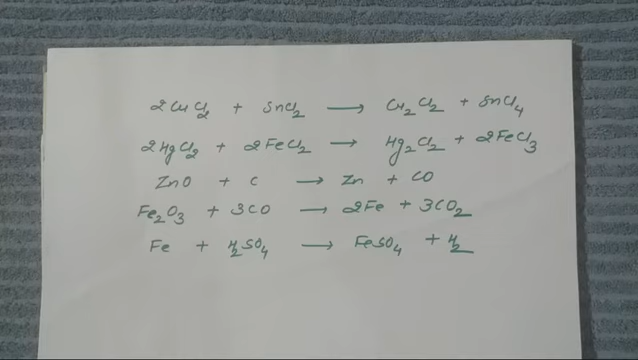 2CuCl₂ + SnCl₂ ⟶ Cu₂Cl₂ + SnCl₄
2HgCl₂ + 2FeCl₂ ⟶ Hg₂Cl₂ + 2FeCl₃
ZnO + C ⟶ Zn + CO
Fe₂O₃ + 3CO ⟶ 2Fe + 3CO₂
Fe + H₂SO₄ ⟶ FeSO₄ + H₂